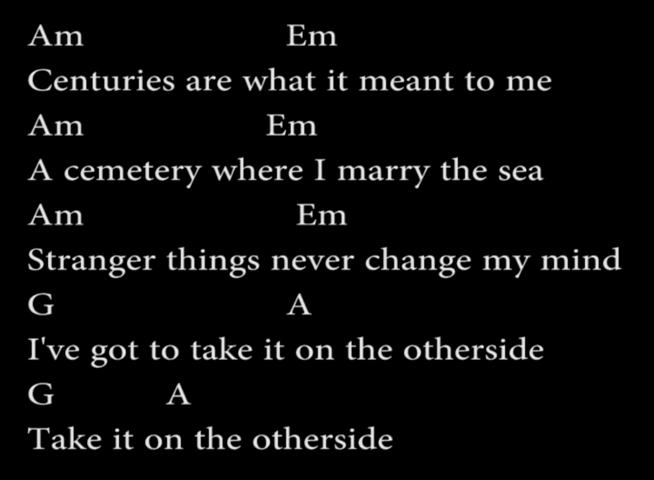 Am Em
Centuries are what it meant to me
Am Em
A cemetery where I marry the sea
Am Em
Stranger things never change my mind
G A
I've got to take it on the otherside
G A
Take it on the otherside